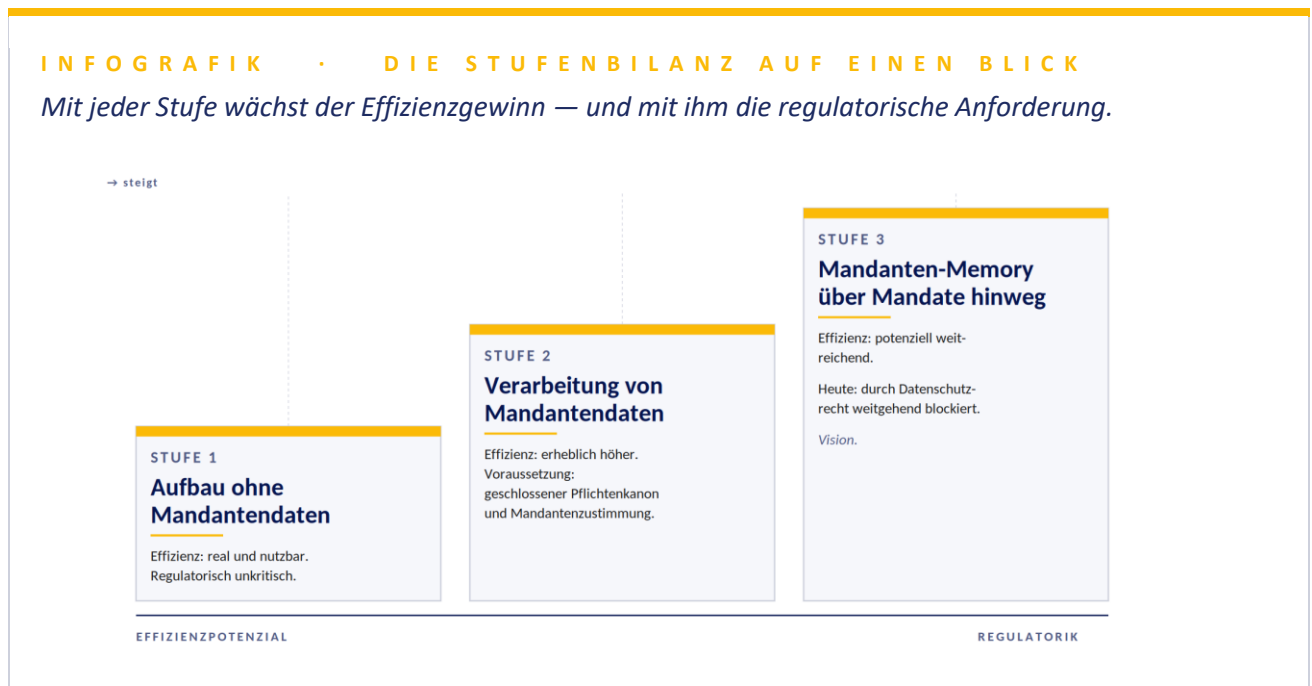 INFOGRAFIK · DIE STUFENBILANZ AUF EINEN BLICK
Mit jeder Stufe wächst der Effizienzgewinn — und mit ihm die regulatorische Anforderung.
→ steigt
STUFE 1
Aufbau ohne
Mandantendaten
Effizienz: real und nutzbar.
Regulatorisch unkritisch.
STUFE 2
Verarbeitung von
Mandantendaten
Effizienz: erheblich höher.
Voraussetzung:
geschlossener Pflichtenkanon
und Mandantenzustimmung.
STUFE 3
Mandanten-Memory
über Mandate hinweg
Effizienz: potenziell weit-
reichend.
Heute: durch Datenschutz-
recht weitgehend blockiert.
Vision.
EFFIZIENZPOTENZIAL
REGULATORIK